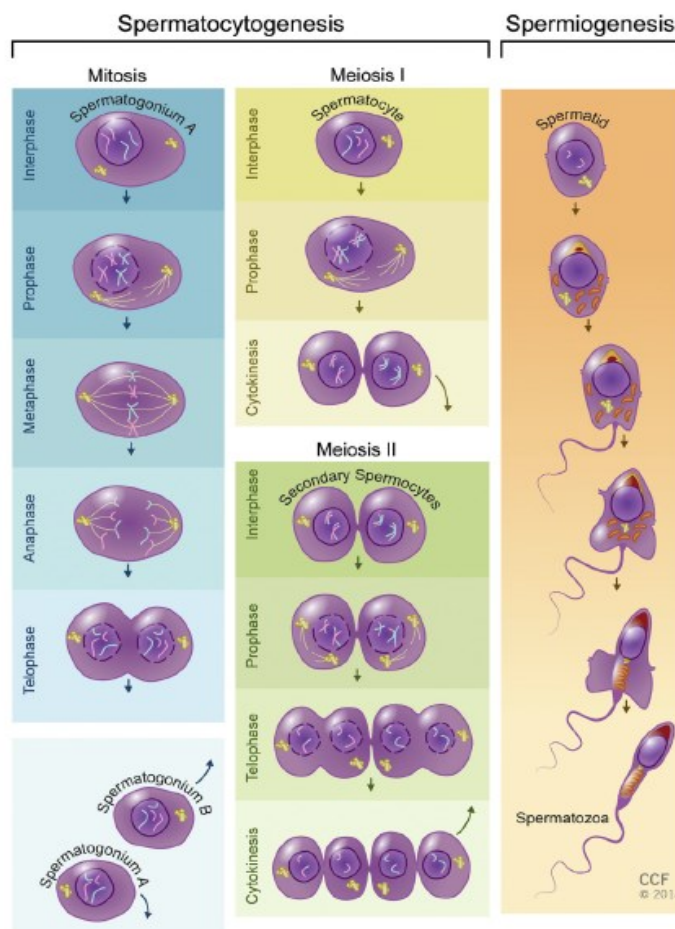 Spermatocytogenesis
Spermiogenesis
Mitosis
Spermatogonium A
Interphase
Prophase
Metaphase
Anaphase
Telophase
Spermatogonium B
Spermatogonium A
Meiosis I
Spermatocyte
Interphase
Prophase
Cytokinesis
Meiosis II
Secondary Spermocytes
Interphase
Prophase
Telophase
Cytokinesis
Spermatid
Spermatozoa
CCF